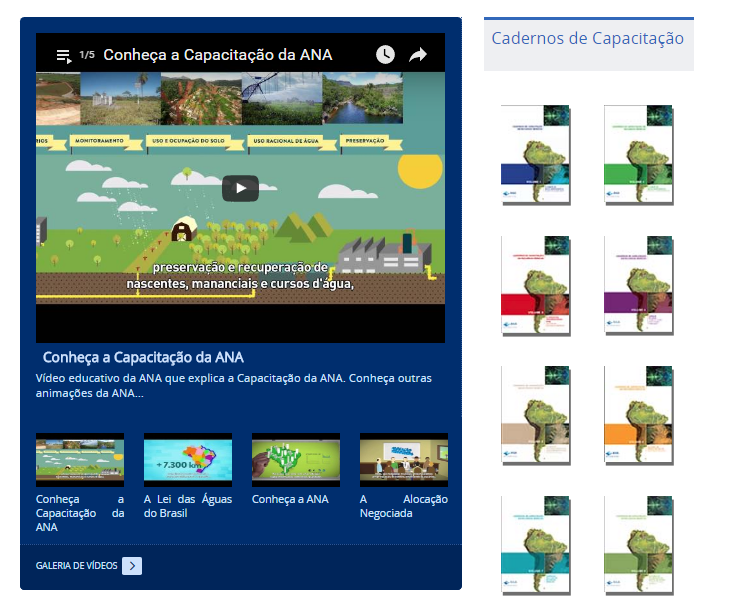 1/5 Conheça a Capacitação da ANA
MONITORAMENTO
USO E OCUPAÇÃO DO SOLO
USO RACIONAL DE ÁGUA
PRESERVAÇÃO
preservação e recuperação de
nascentes, mananciais e cursos d'água,
Conheça a Capacitação da ANA
Vídeo educativo da ANA que explica a Capacitação da ANA. Conheça outras
animações da ANA...
+7.300 km
Conheça a
Capacitação da
ANA
A Lei das Águas
do Brasil
Conheça a ANA
A Alocação
Negociada
GALERIA DE VÍDEOS
Cadernos de Capacitação